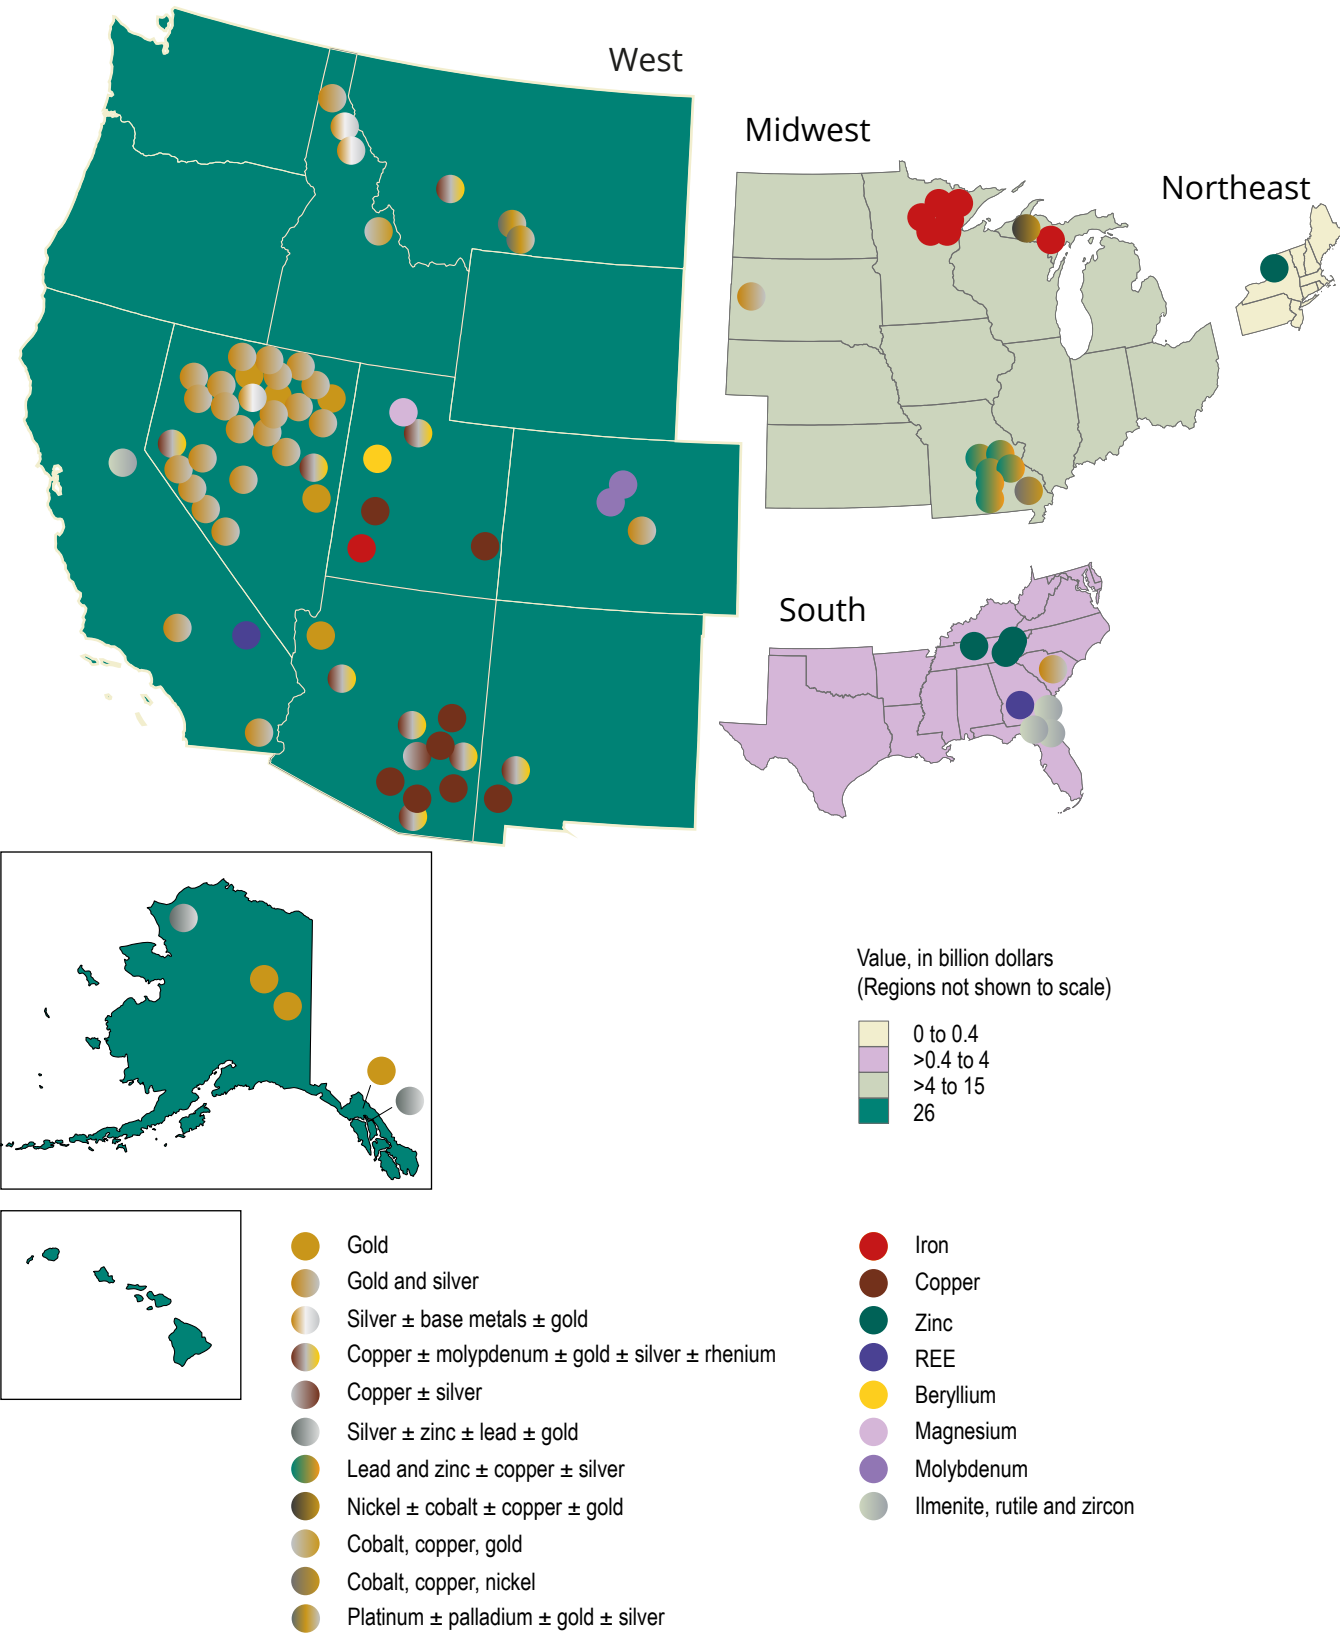 West
Midwest
Northeast
South
Value, in billion dollars
(Regions not shown to scale)
0 to 0.4
>0.4 to 4
>4 to 15
26
Gold
Gold and silver
Silver ± base metals ± gold
Copper ± molypdenum ± gold ± silver ± rhenium
Copper ± silver
Silver ± zinc ± lead ± gold
Lead and zinc ± copper ± silver
Nickel ± cobalt ± copper ± gold
Cobalt, copper, gold
Cobalt, copper, nickel
Platinum ± palladium ± gold ± silver
Iron
Copper
Zinc
REE
Beryllium
Magnesium
Molybdenum
Ilmenite, rutile and zircon